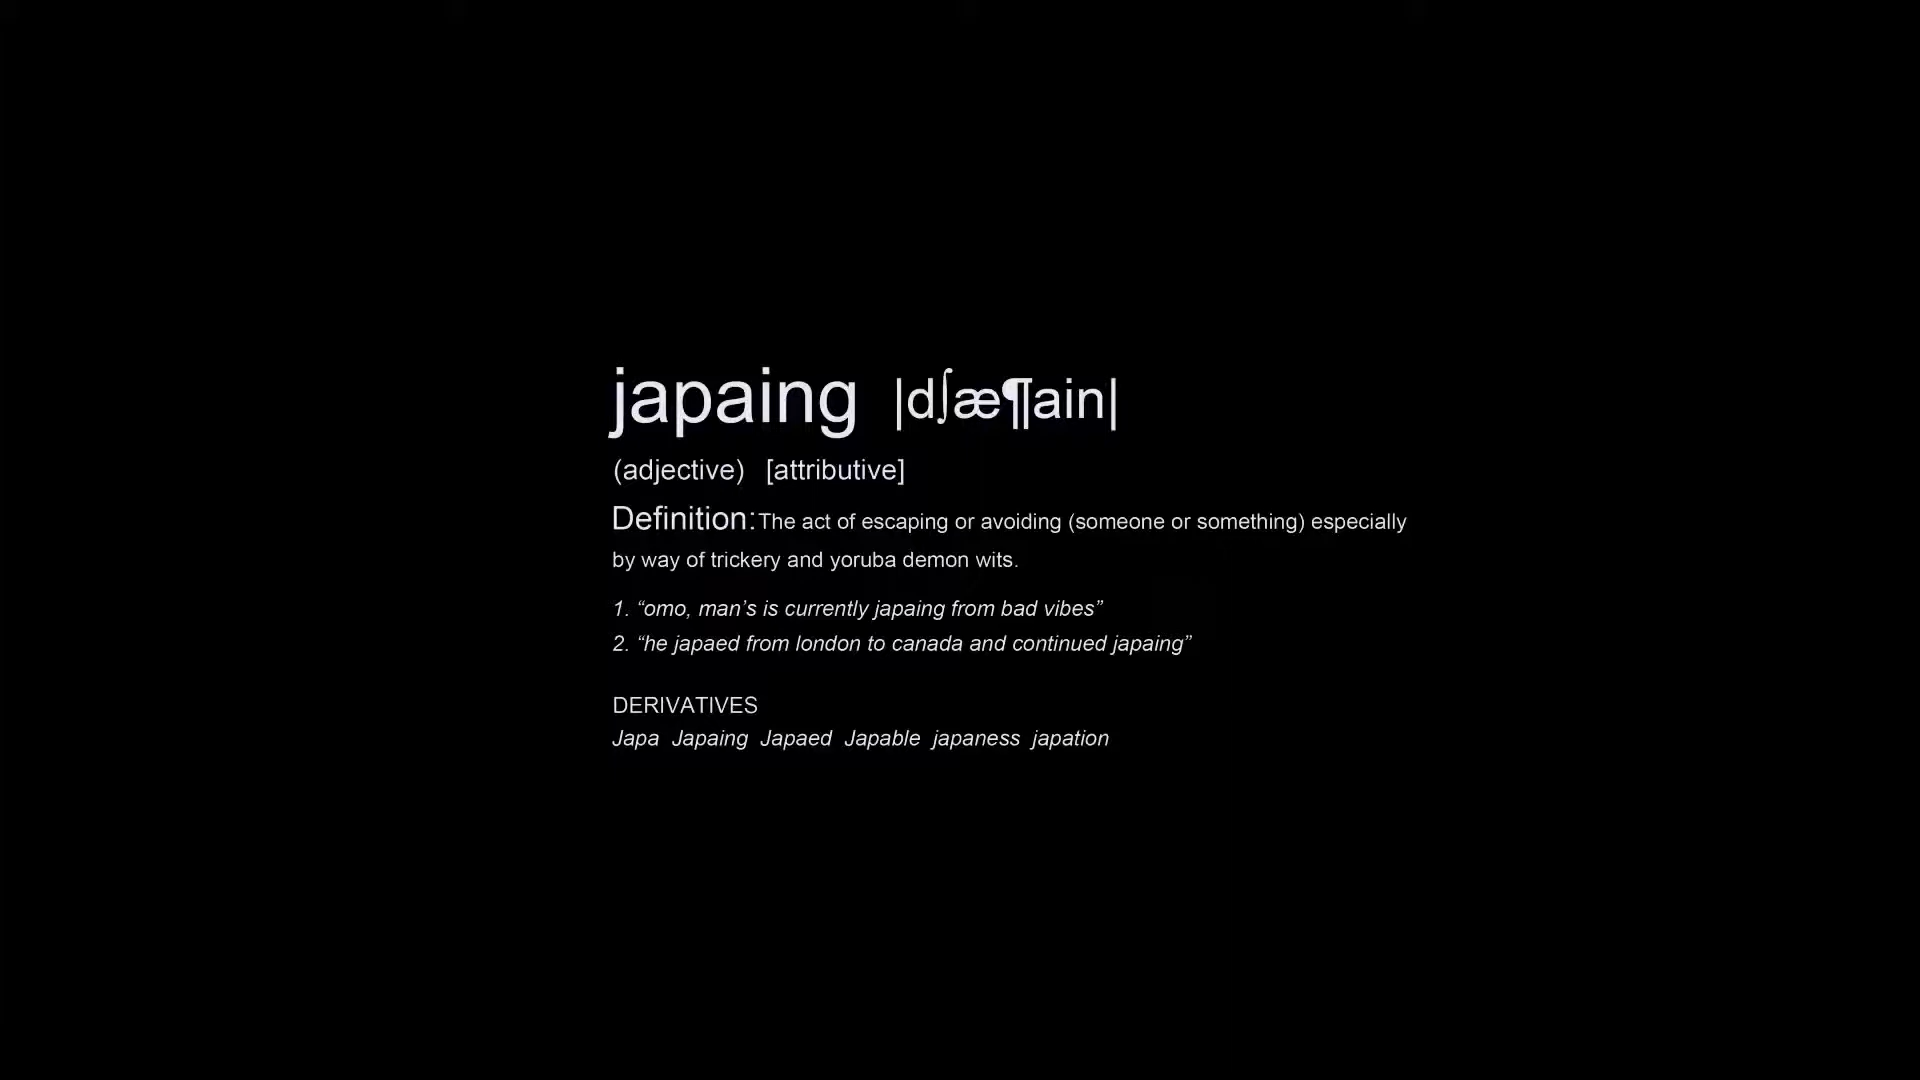 japaing |dʃæ¶ain|
(adjective) [attributive]
Definition:The act of escaping or avoiding (someone or something) especially
by way of trickery and yoruba demon wits.
1. “omo, man’s is currently japaing from bad vibes”
2. “he japaed from london to canada and continued japaing”
DERIVATIVES
Japa Japaing Japaed Japable japaness japation